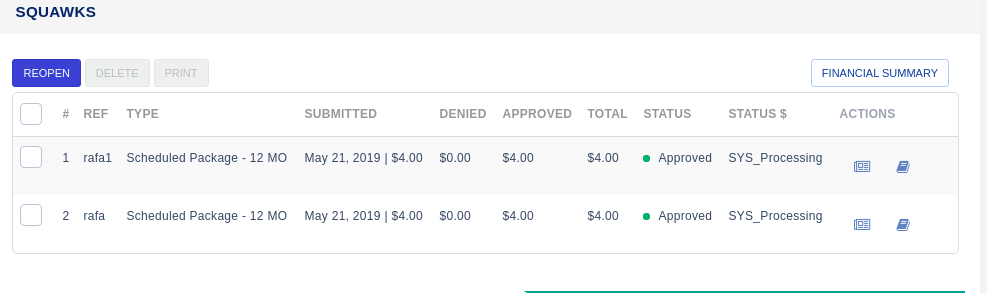 SQUAWKS
REOPEN DELETE PRINT FINANCIAL SUMMARY
# REF TYPE SUBMITTED DENIED APPROVED TOTAL STATUS STATUS $ ACTIONS
1 rafa1 Scheduled Package - 12 MO May 21, 2019 | $4.00 $0.00 $4.00 $4.00 Approved SYS_Processing
2 rafa Scheduled Package - 12 MO May 21, 2019 | $4.00 $0.00 $4.00 $4.00 Approved SYS_Processing